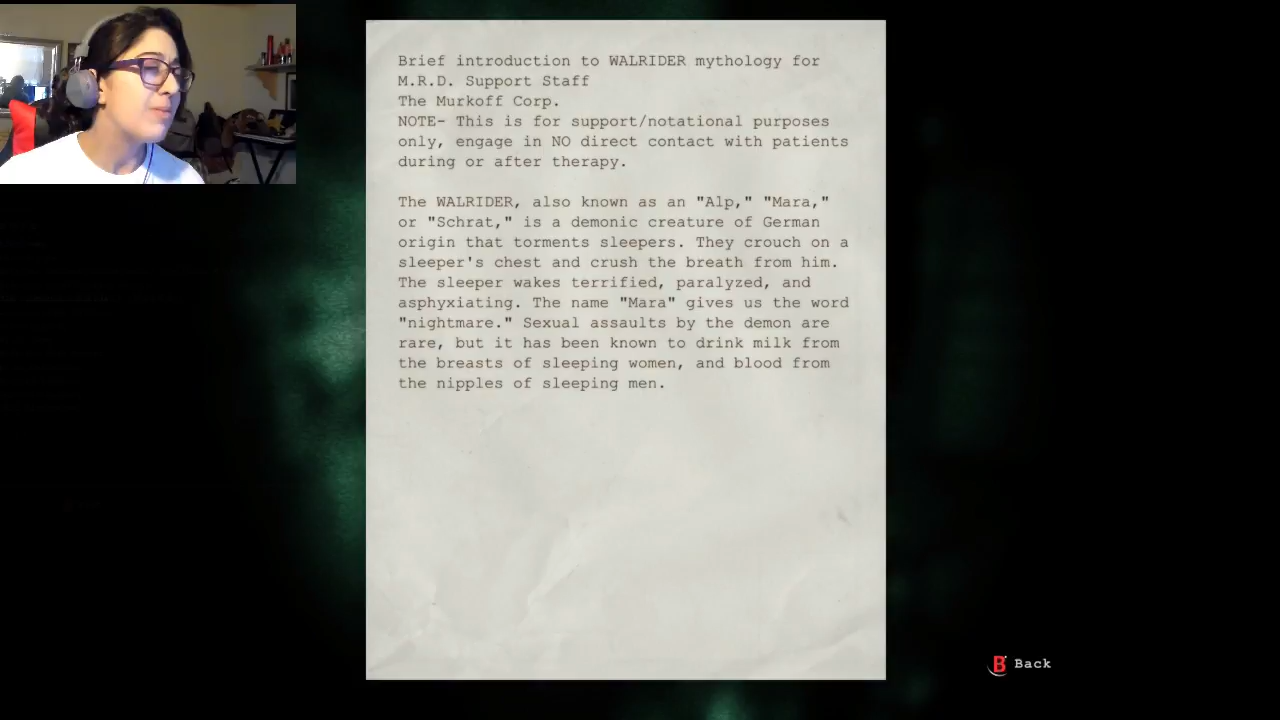 Brief introduction to WALRIDER mythology for
M.R.D. Support Staff
The Murkoff Corp.
NOTE- This is for support/notational purposes
only, engage in NO direct contact with patients
during or after therapy.
The WALRIDER, also known as an "Alp," "Mara,"
or "Schrat," is a demonic creature of German
origin that torments sleepers. They crouch on a
sleeper's chest and crush the breath from him.
The sleeper wakes terrified, paralyzed, and
asphyxiating. The name "Mara" gives us the word
"nightmare." Sexual assaults by the demon are
rare, but it has been known to drink milk from
the breasts of sleeping women, and blood from
the nipples of sleeping men.
B Back